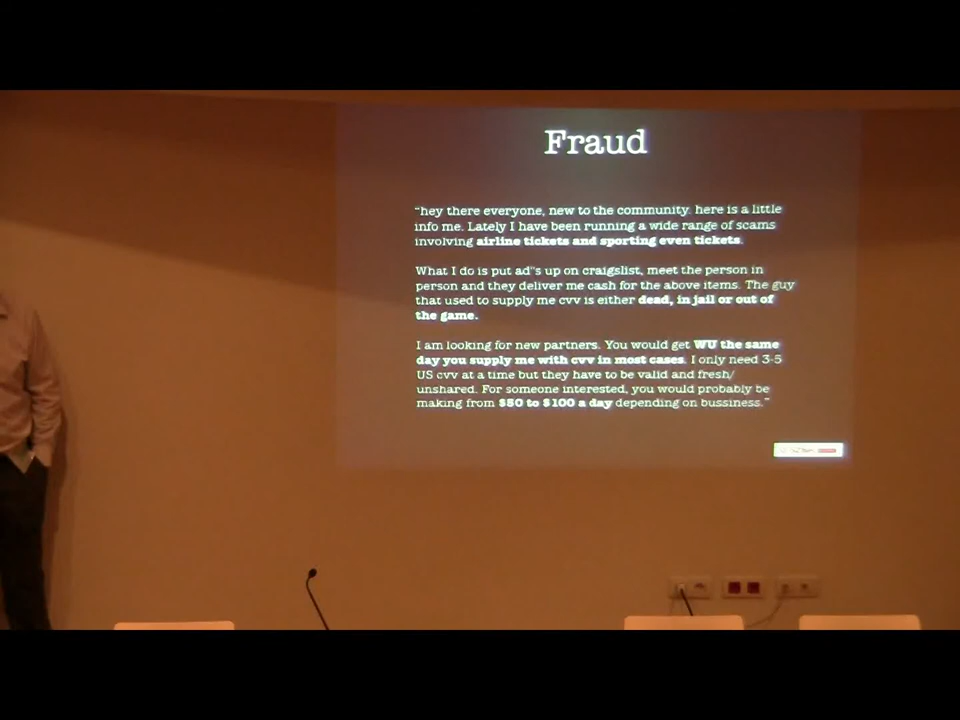 Fraud
"hey there everyone, new to the community. here is a little
info me. Lately I have been running a wide range of scams
involving airline tickets and sporting even tickets.
What I do is put ad"s up on craigslist, meet the person in
person and they deliver me cash for the above items. The guy
that used to supply me cvv is either dead, in jail or out of
the game.
I am looking for new partners. You would get WU the same
day you supply me with cvv in most cases. I only need 3-5
US cvv at a time but they have to be valid and fresh/
unshared. For someone interested, you would probably be
making from $50 to $100 a day depending on bussiness."